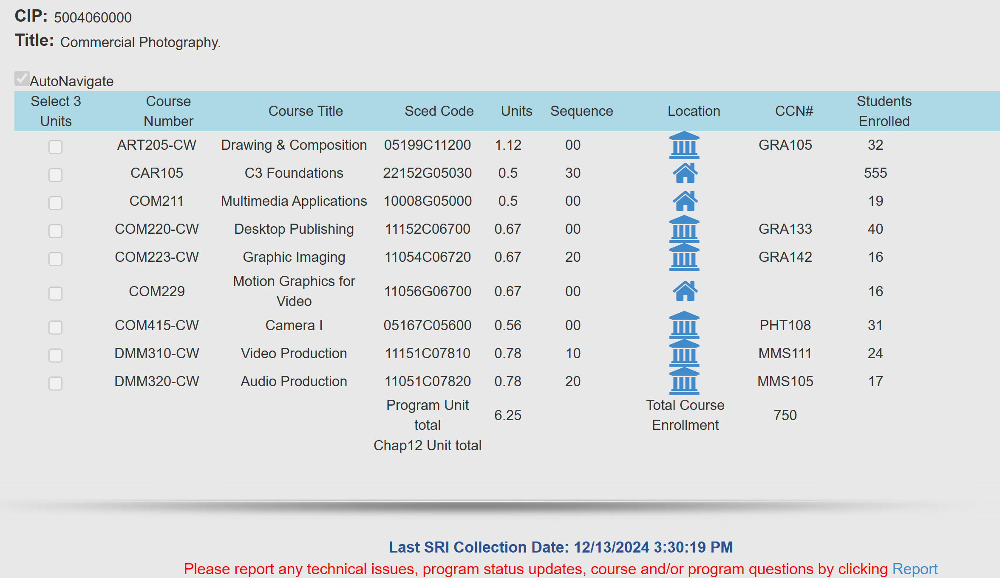 CIP: 5004060000
Title: Commercial Photography.
AutoNavigate
Select 3 Units Course Number Course Title Sced Code Units Sequence Location CCN# Students Enrolled
ART205-CW Drawing & Composition 05199C11200 1.12 00 GRA105 32
CAR105 C3 Foundations 22152G05030 0.5 30 555
COM211 Multimedia Applications 10008G05000 0.5 00 19
COM220-CW Desktop Publishing 11152C06700 0.67 00 GRA133 40
COM223-CW Graphic Imaging 11054C06720 0.67 20 GRA142 16
COM229 Motion Graphics for Video 11056G06700 0.67 00 16
COM415-CW Camera I 05167C05600 0.56 00 PHT108 31
DMM310-CW Video Production 11151C07810 0.78 10 MMS111 24
DMM320-CW Audio Production 11051C07820 0.78 20 MMS105 17
Program Unit total 6.25 Total Course Enrollment 750
Chap12 Unit total
Last SRI Collection Date: 12/13/2024 3:30:19 PM
Please report any technical issues, program status updates, course and/or program questions by clicking Report